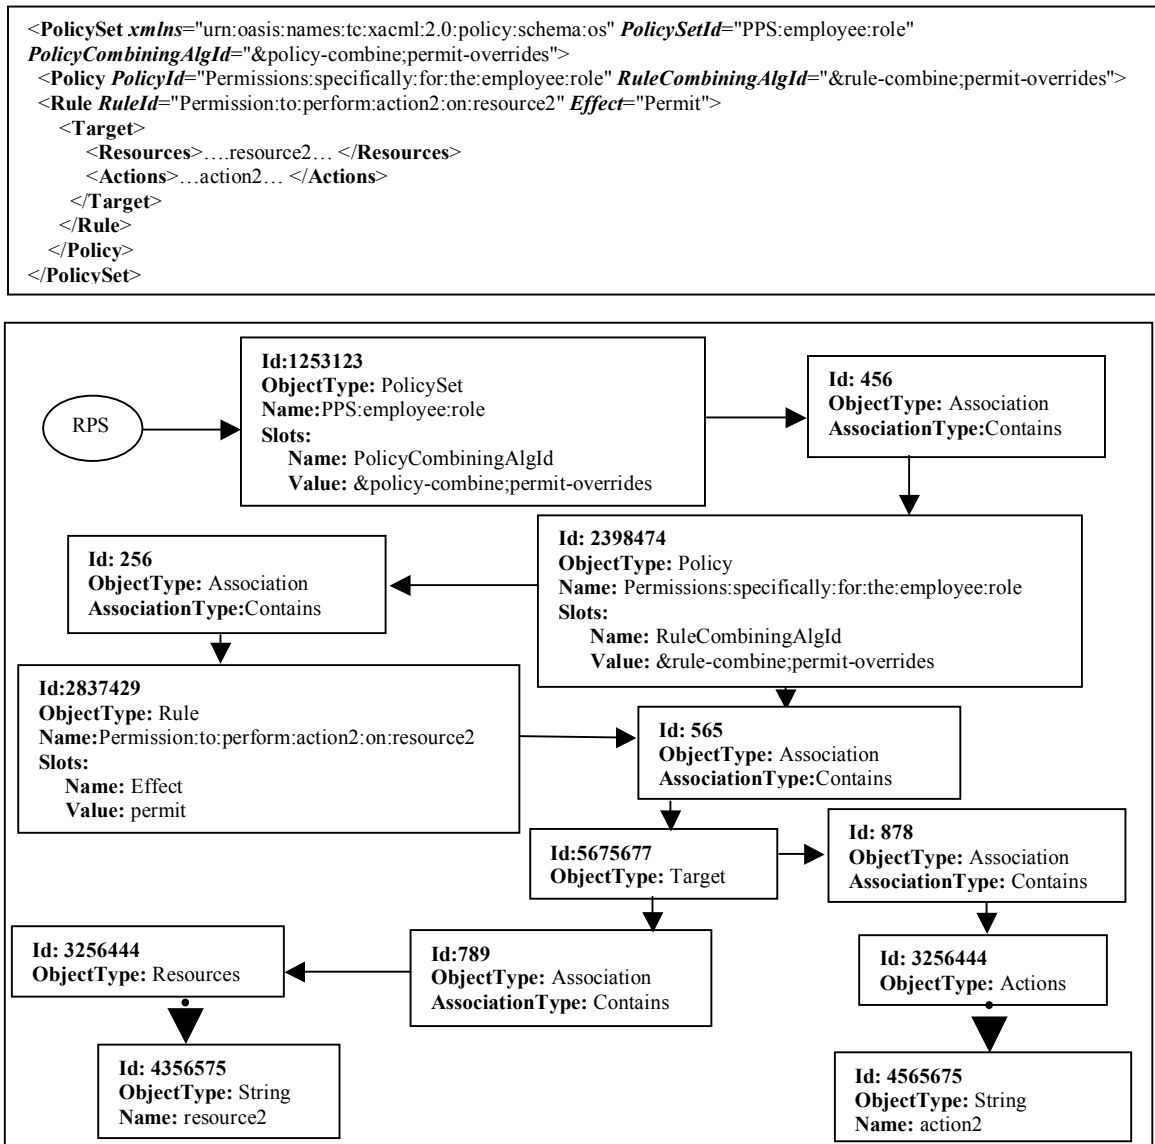 <PolicySet xmlns="urn:oasis:names:tc:xacml:2.0:policy:schema:os" PolicySetId="PPS:employee:role"
PolicyCombiningAlgId="&policy-combine;permit-overrides">
<Policy PolicyId="Permissions:specifically:for:the:employee:role" RuleCombiningAlgId="&rule-combine;permit-overrides">
<Rule RuleId="Permission:to:perform:action2:on:resource2" Effect="Permit">
<Target>
<Resources>….resource2… </Resources>
<Actions>…action2… </Actions>
</Target>
</Rule>
</Policy>
</PolicySet>
RPS
Id:1253123
ObjectType: PolicySet
Name:PPS:employee:role
Slots:
Name: PolicyCombiningAlgId
Value: &policy-combine;permit-overrides
Id: 456
ObjectType: Association
AssociationType:Contains
Id: 256
ObjectType: Association
AssociationType:Contains
Id: 2398474
ObjectType: Policy
Name: Permissions:specifically:for:the:employee:role
Slots:
Name: RuleCombiningAlgId
Value: &rule-combine;permit-overrides
Id:2837429
ObjectType: Rule
Name:Permission:to:perform:action2:on:resource2
Slots:
Name: Effect
Value: permit
Id: 565
ObjectType: Association
AssociationType:Contains
Id:5675677
ObjectType: Target
Id: 878
ObjectType: Association
AssociationType: Contains
Id: 3256444
ObjectType: Resources
Id:789
ObjectType: Association
AssociationType: Contains
Id: 3256444
ObjectType: Actions
Id: 4356575
ObjectType: String
Name: resource2
Id: 4565675
ObjectType: String
Name: action2